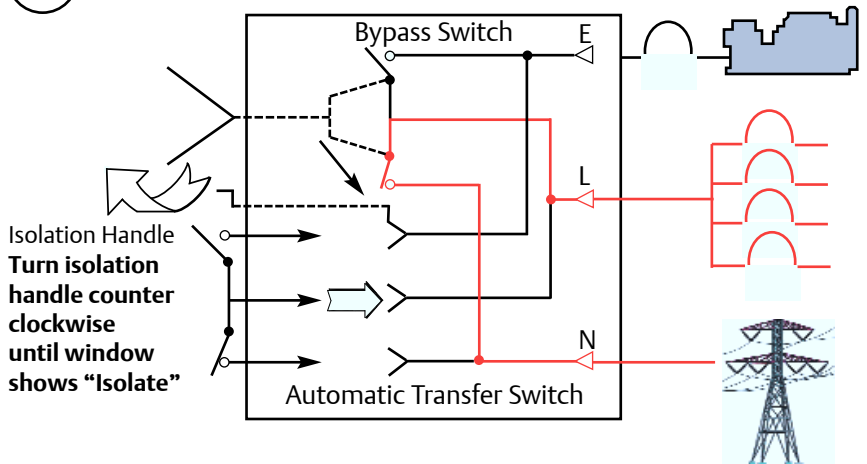 Bypass Switch
E
L
Isolation Handle
Turn isolation
handle counter
clockwise
until window
shows “Isolate”
N
Automatic Transfer Switch